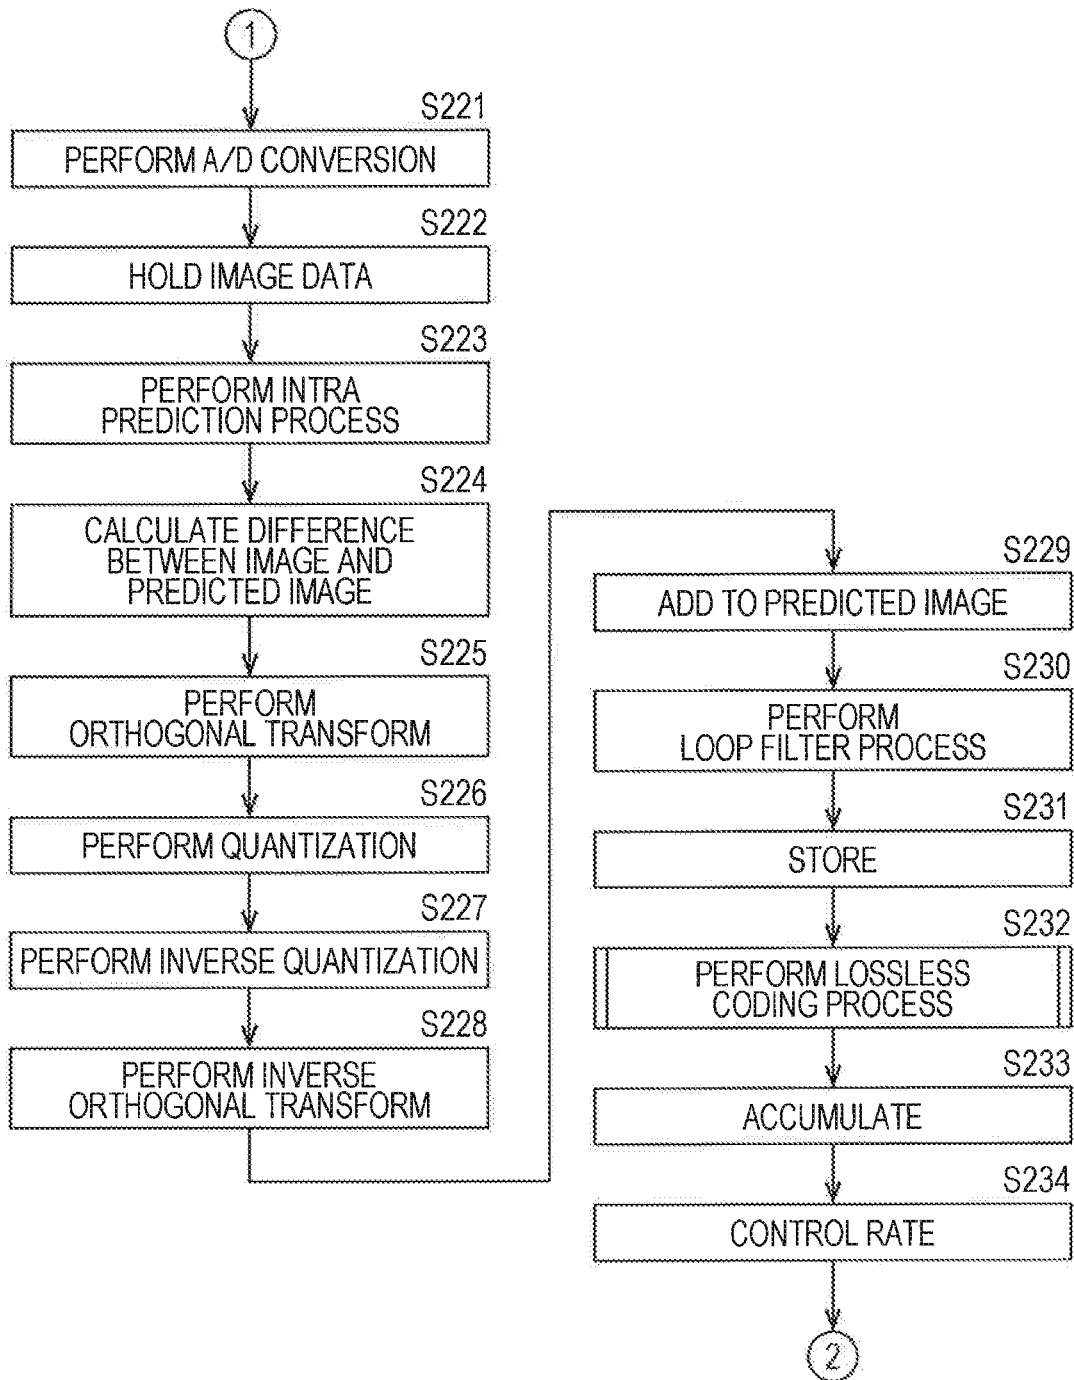 1
S221
PERFORM A/D CONVERSION
S222
HOLD IMAGE DATA
S223
PERFORM INTRA
PREDICTION PROCESS
S224
CALCULATE DIFFERENCE
BETWEEN IMAGE AND
PREDICTED IMAGE
S225
PERFORM
ORTHOGONAL TRANSFORM
S226
PERFORM QUANTIZATION
S227
PERFORM INVERSE QUANTIZATION
S228
PERFORM INVERSE
ORTHOGONAL TRANSFORM
S229
ADD TO PREDICTED IMAGE
S230
PERFORM
LOOP FILTER PROCESS
S231
STORE
S232
PERFORM LOSSLESS
CODING PROCESS
S233
ACCUMULATE
S234
CONTROL RATE
2